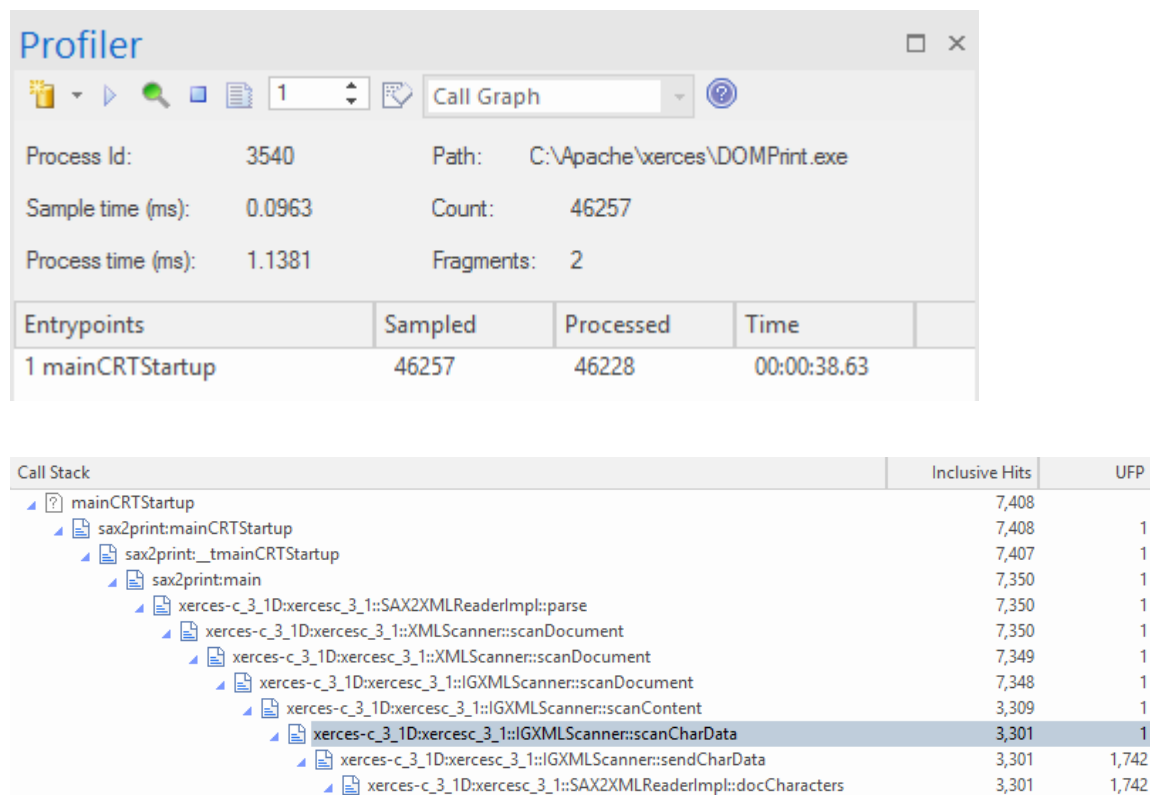 Profiler
1 Call Graph
Process Id: 3540 Path: C:\Apache\xerces\DOMPrint.exe
Sample time (ms): 0.0963 Count: 46257
Process time (ms): 1.1381 Fragments: 2
Entrypoints Sampled Processed Time
1 mainCRTStartup 46257 46228 00:00:38.63
Call Stack Inclusive Hits UFP
mainCRTStartup 7,408
sax2print:mainCRTStartup 7,408 1
sax2print:__tmainCRTStartup 7,407 1
sax2print:main 7,350 1
xerces-c_3_1D:xercesc_3_1::SAX2XMLReaderImpl::parse 7,350 1
xerces-c_3_1D:xercesc_3_1::XMLScanner::scanDocument 7,350 1
xerces-c_3_1D:xercesc_3_1::XMLScanner::scanDocument 7,349 1
xerces-c_3_1D:xercesc_3_1::IGXMLScanner::scanDocument 7,348 1
xerces-c_3_1D:xercesc_3_1::IGXMLScanner::scanContent 3,309 1
xerces-c_3_1D:xercesc_3_1::IGXMLScanner::scanCharData 3,301 1
xerces-c_3_1D:xercesc_3_1::IGXMLScanner::sendCharData 3,301 1,742
xerces-c_3_1D:xercesc_3_1::SAX2XMLReaderImpl::docCharacters 3,301 1,742